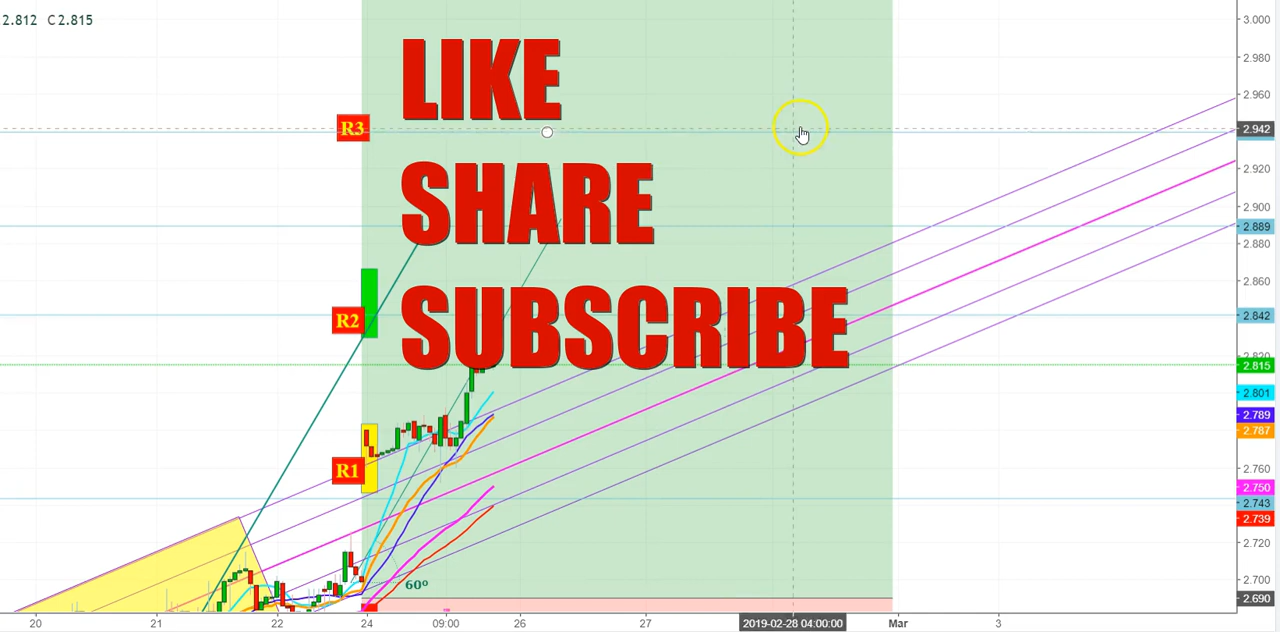 2.812 C2.815
LIKE
SHARE
SUBSCRIBE
R3
R2
R1
60º
3.000
2.980
2.960
2.942
2.920
2.900
2.889
2.880
2.860
2.842
2.820
2.815
2.801
2.789
2.787
2.760
2.750
2.743
2.739
2.720
2.700
2.690
20 21 22 24 09:00 26 27 2019-02-28 04:00:00 Mar 3